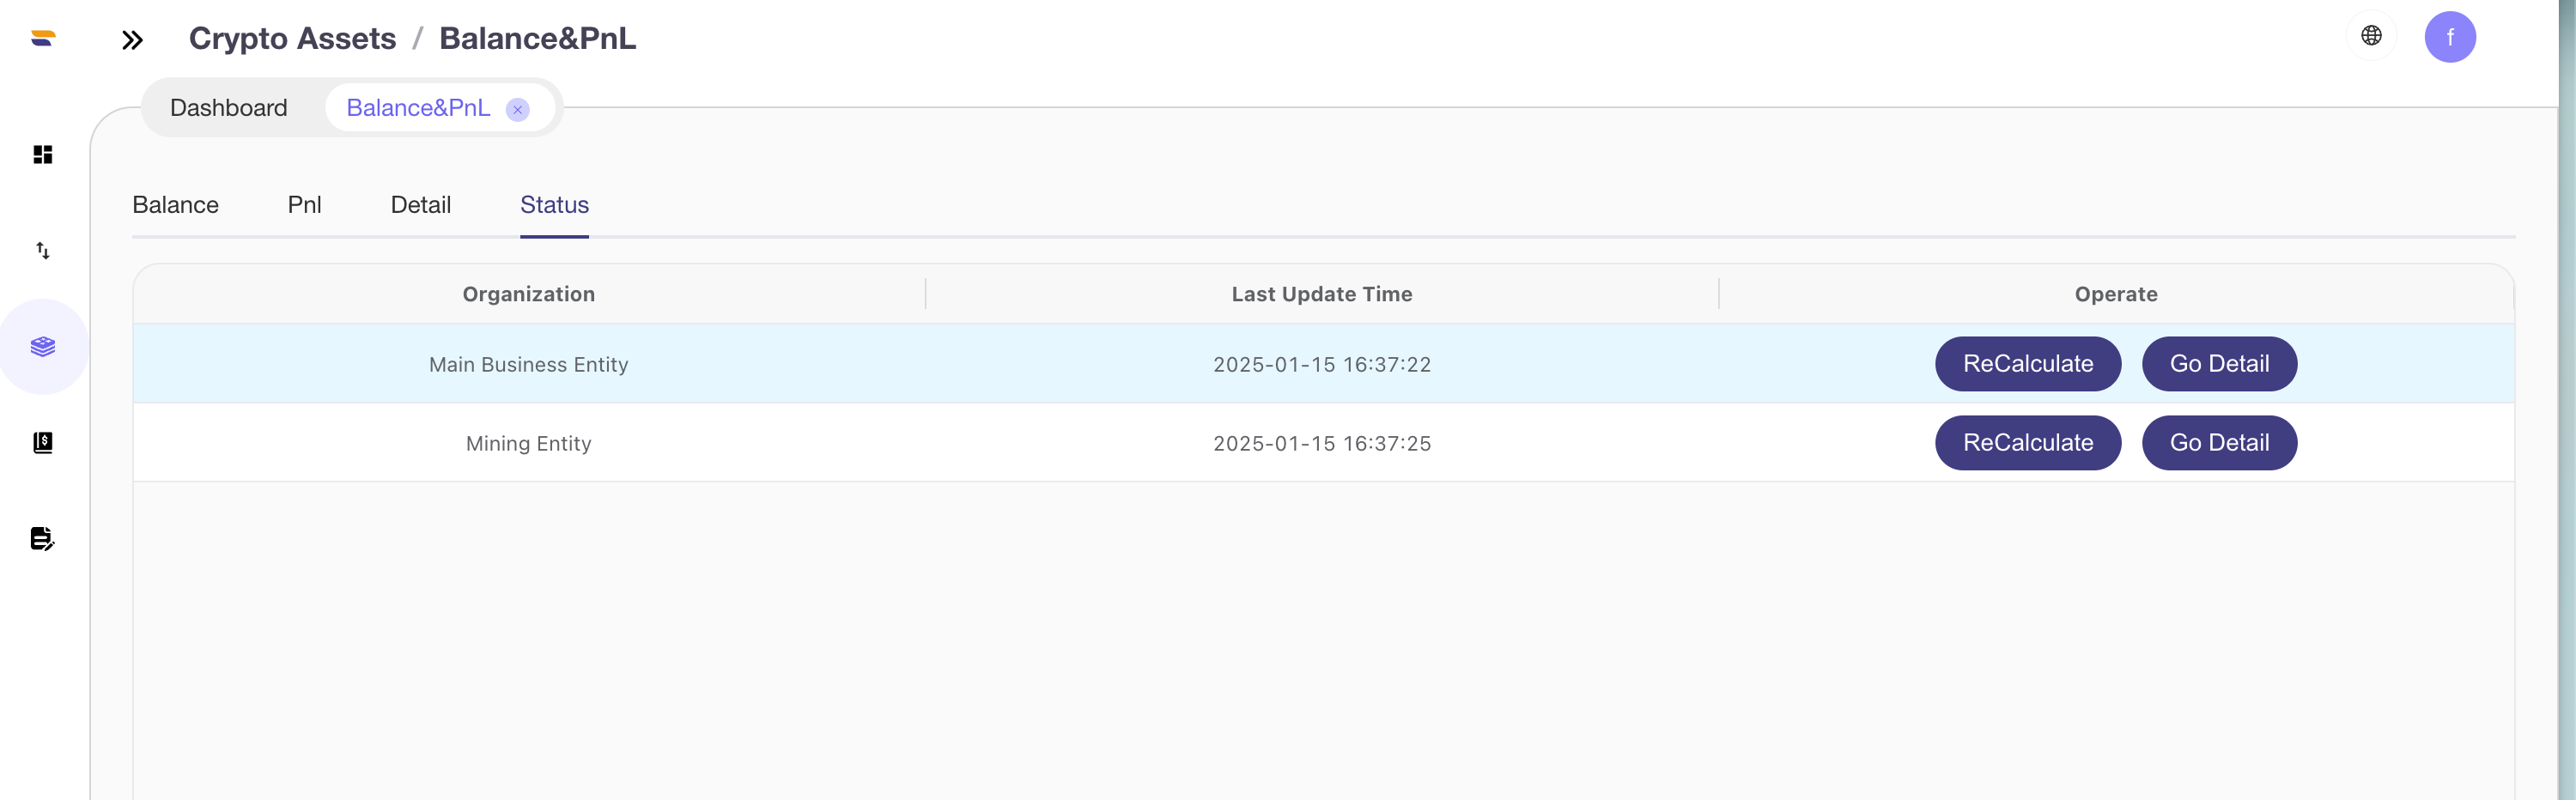 Crypto Assets / Balance&PnL
f
Dashboard Balance&PnL
Balance Pnl Detail Status
Organization Last Update Time Operate
Main Business Entity 2025-01-15 16:37:22 ReCalculate Go Detail
Mining Entity 2025-01-15 16:37:25 ReCalculate Go Detail